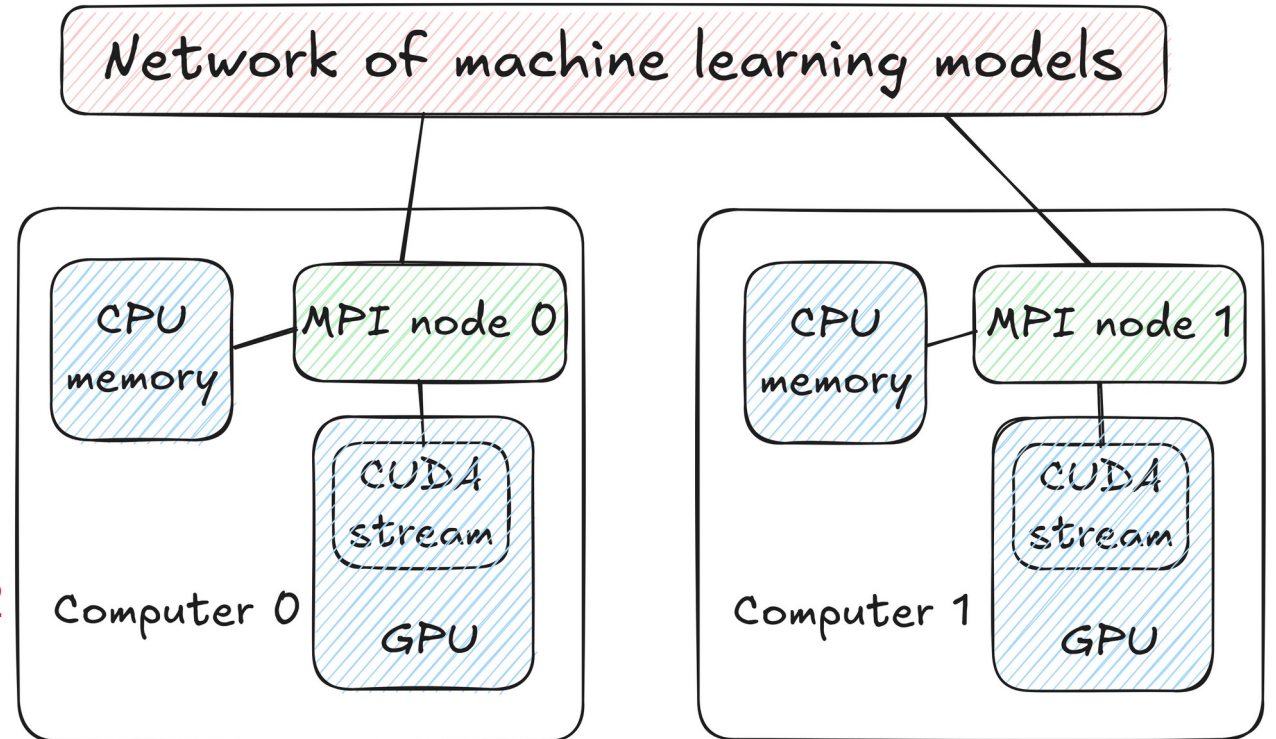 Network of machine learning models
CPU
memory
MPI node 0
CUDA
stream
GPU
Computer 0
CPU
memory
MPI node 1
CUDA
stream
GPU
Computer 1